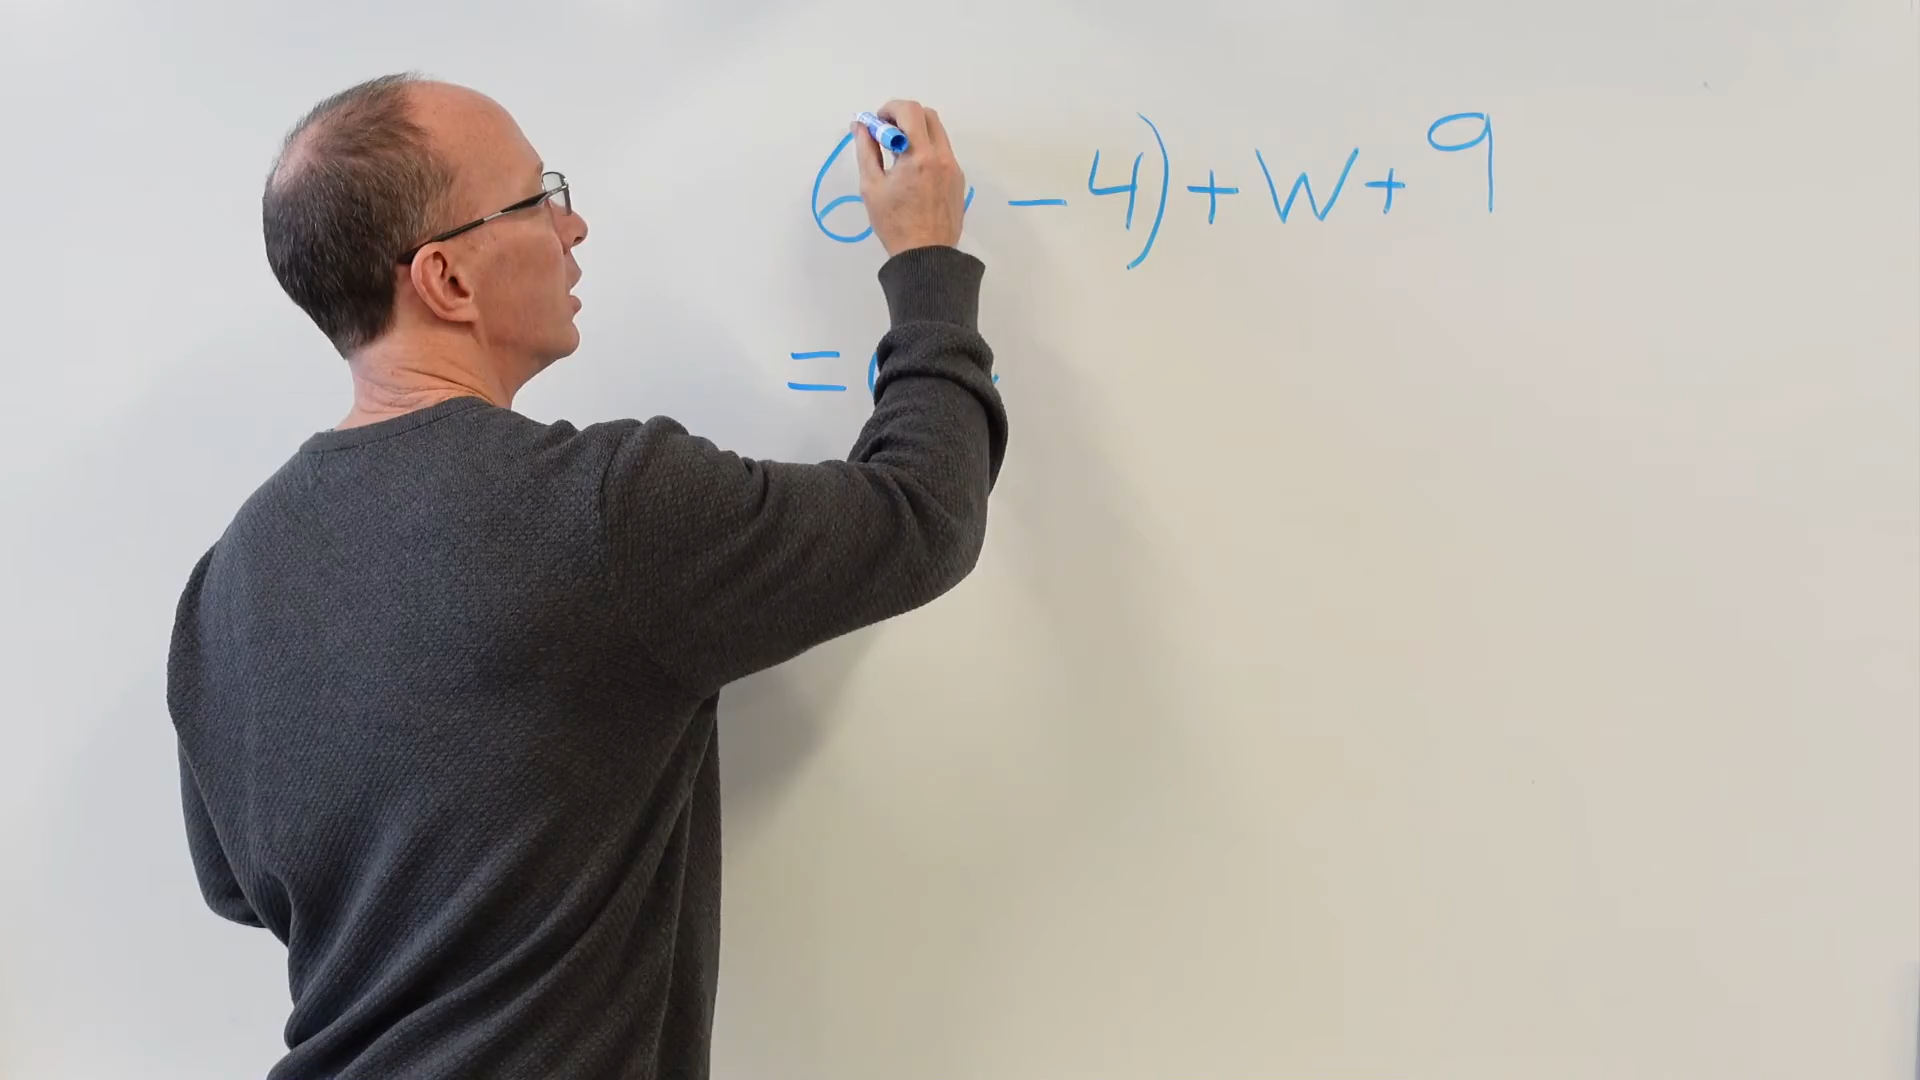 6 - 4) + W + 9
=